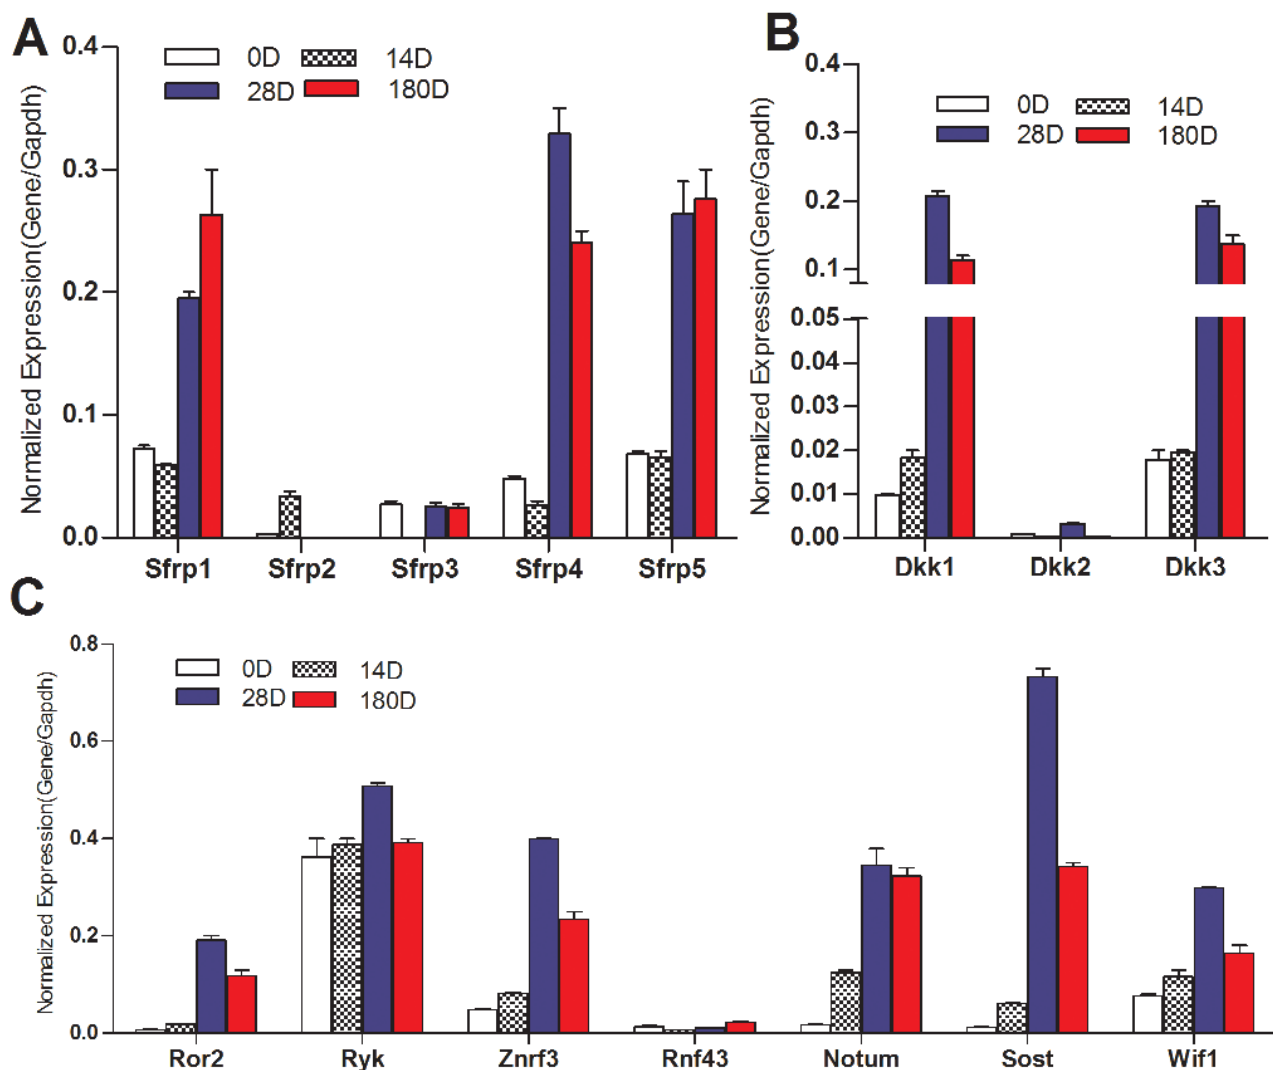 A
Normalized Expression(Gene/Gapdh)
0.4
0.3
0.2
0.1
0.0
0D 14D
28D 180D
Sfrp1 Sfrp2 Sfrp3 Sfrp4 Sfrp5
B
Normalized Expression(Gene/Gapdh)
0.4
0.3
0.2
0.1
0.05
0.04
0.03
0.02
0.01
0.00
0D 14D
28D 180D
Dkk1 Dkk2 Dkk3
C
Normalized Expression(Gene/Gapdh)
0.8
0.6
0.4
0.2
0.0
0D 14D
28D 180D
Ror2 Ryk Znrf3 Rnf43 Notum Sost Wif1